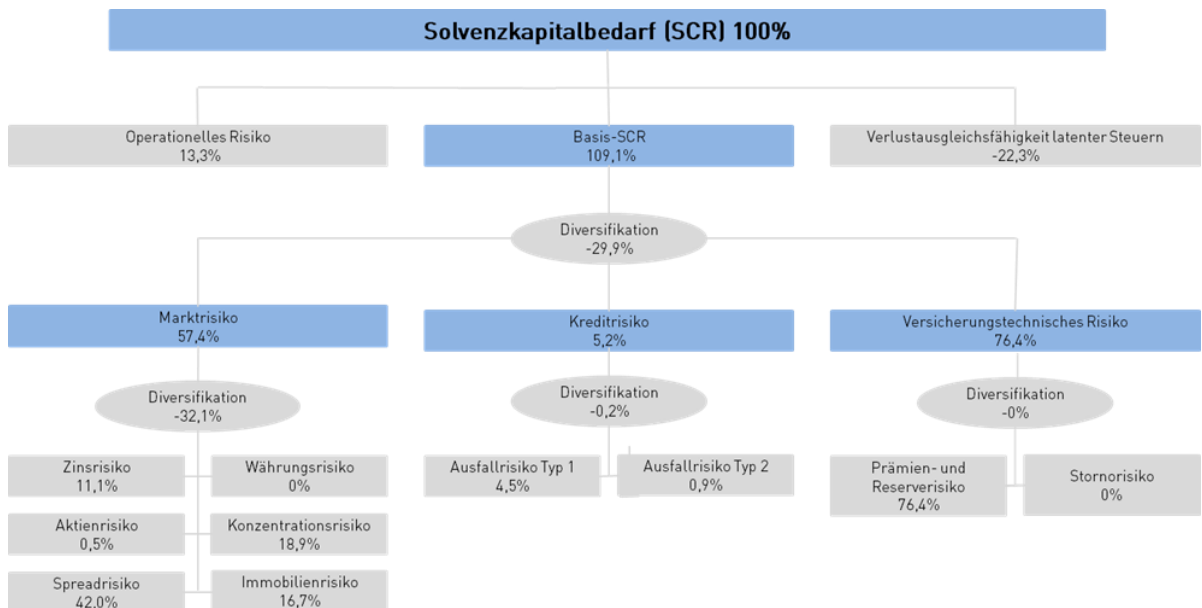 Solvenzkapitalbedarf (SCR) 100%
Operationelles Risiko
13,3%
Basis-SCR
109,1%
Verlustausgleichsfähigkeit latenter Steuern
-22,3%
Diversifikation
-29,9%
Marktrisiko
57,4%
Kreditrisiko
5,2%
Versicherungstechnisches Risiko
76,4%
Diversifikation
-32,1%
Diversifikation
-0,2%
Diversifikation
-0%
Zinsrisiko
11,1%
Währungsrisiko
0%
Ausfallrisiko Typ 1
4,5%
Ausfallrisiko Typ 2
0,9%
Prämien- und
Reserverisiko
76,4%
Stornorisiko
0%
Aktienrisiko
0,5%
Konzentrationsrisiko
18,9%
Spreadrisiko
42,0%
Immobilienrisiko
16,7%